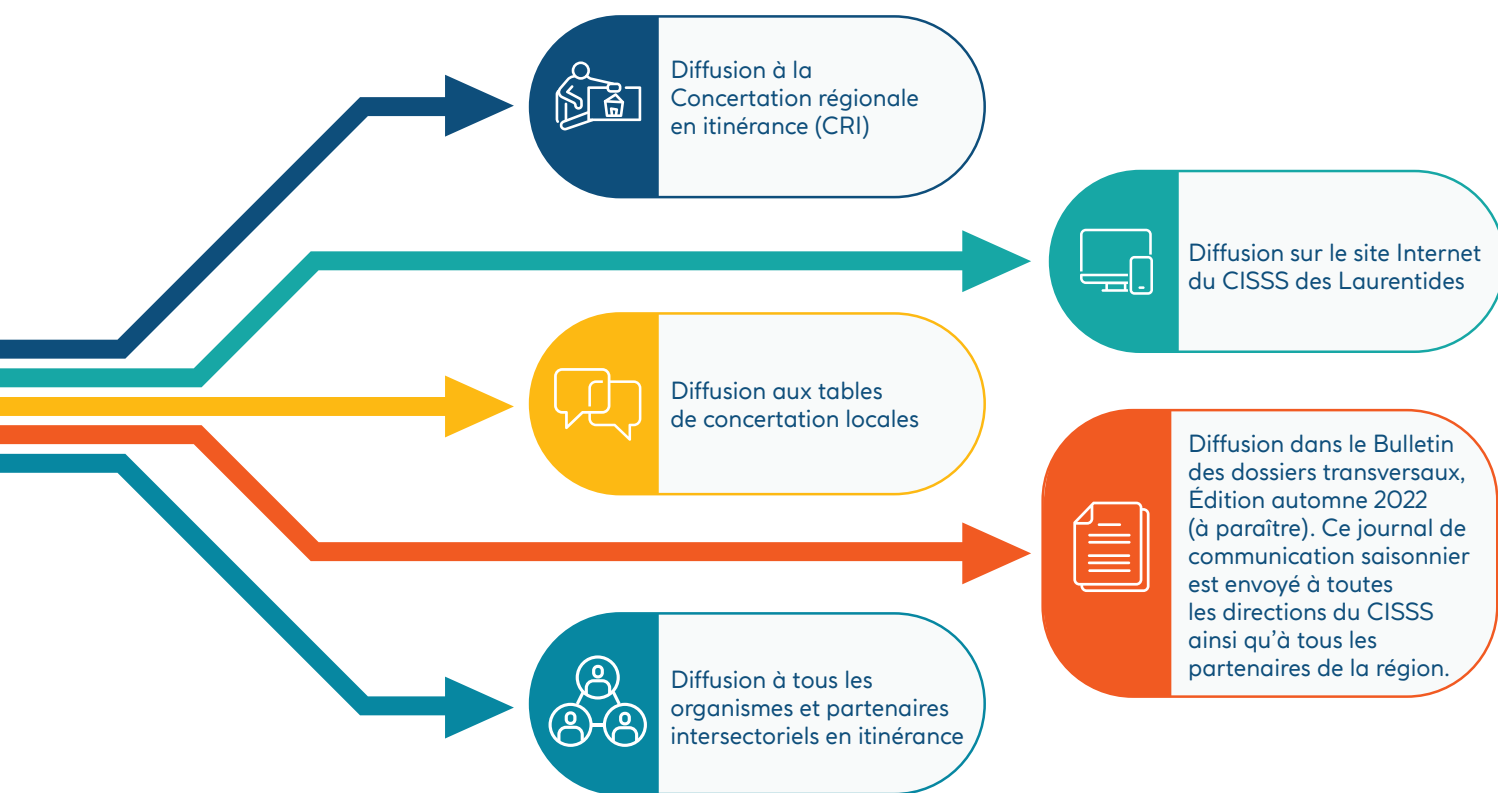 Diffusion à la
Concertation régionale
en itinérance (CRI)
Diffusion sur le site Internet
du CISSS des Laurentides
Diffusion aux tables
de concertation locales
Diffusion dans le Bulletin
des dossiers transversaux,
Édition automne 2022
(à paraître). Ce journal de
communication saisonnier
est envoyé à toutes
les directions du CISSS
ainsi qu'à tous les
partenaires de la région.
Diffusion à tous les
organismes et partenaires
intersectoriels en itinérance